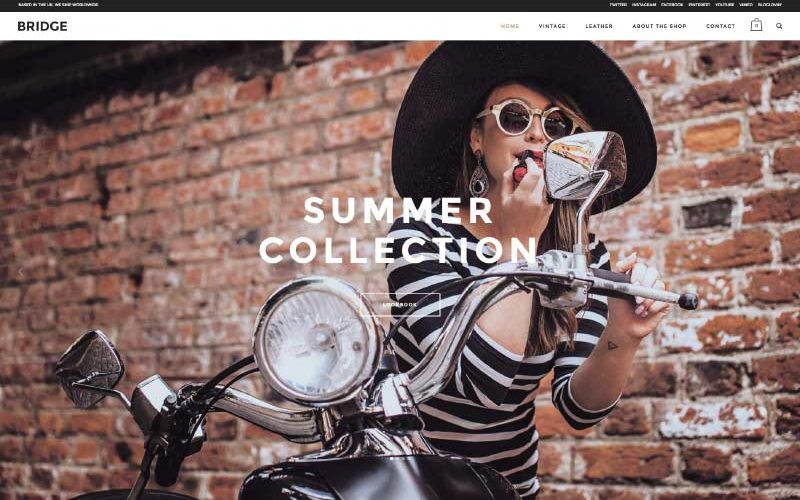 BASED IN THE UK, WE SHIP WORLDWIDE
TWITTER INSTAGRAM FACEBOOK PINTEREST YOUTUBE VIMEO BLOGLOVIN'
BRIDGE
HOME VINTAGE LEATHER ABOUT THE SHOP CONTACT 0
SUMMER
COLLECTION
LOOKBOOK